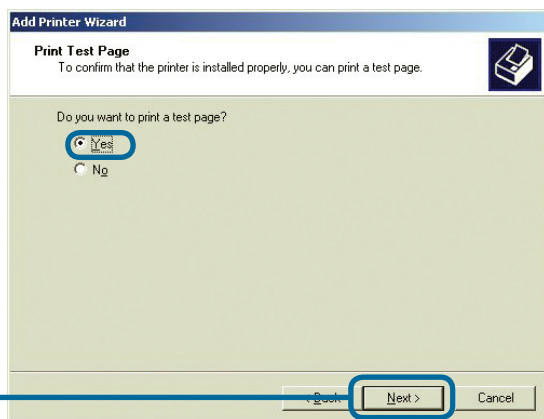 Add Printer Wizard
Print Test Page
To confirm that the printer is installed properly, you can print a test page.
Do you want to print a test page?
Yes
No
< Back Next > Cancel